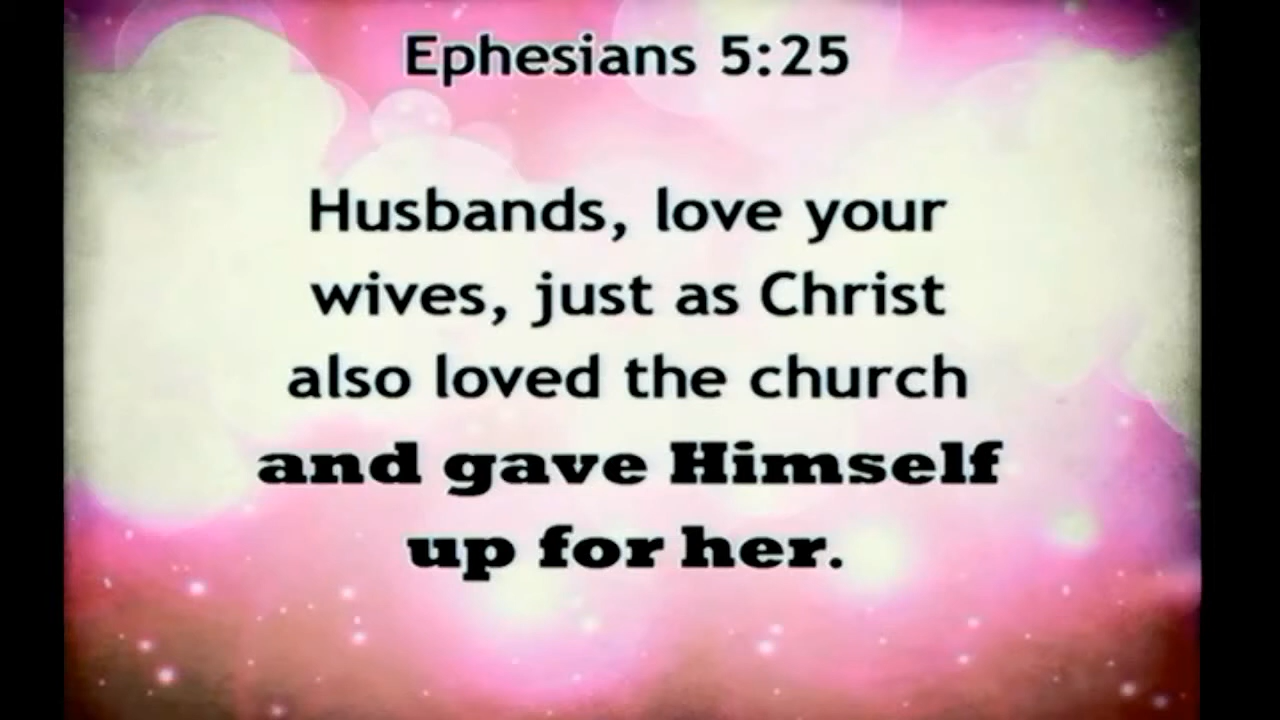 Ephesians 5:25
Husbands, love your
wives, just as Christ
also loved the church
and gave Himself
up for her.